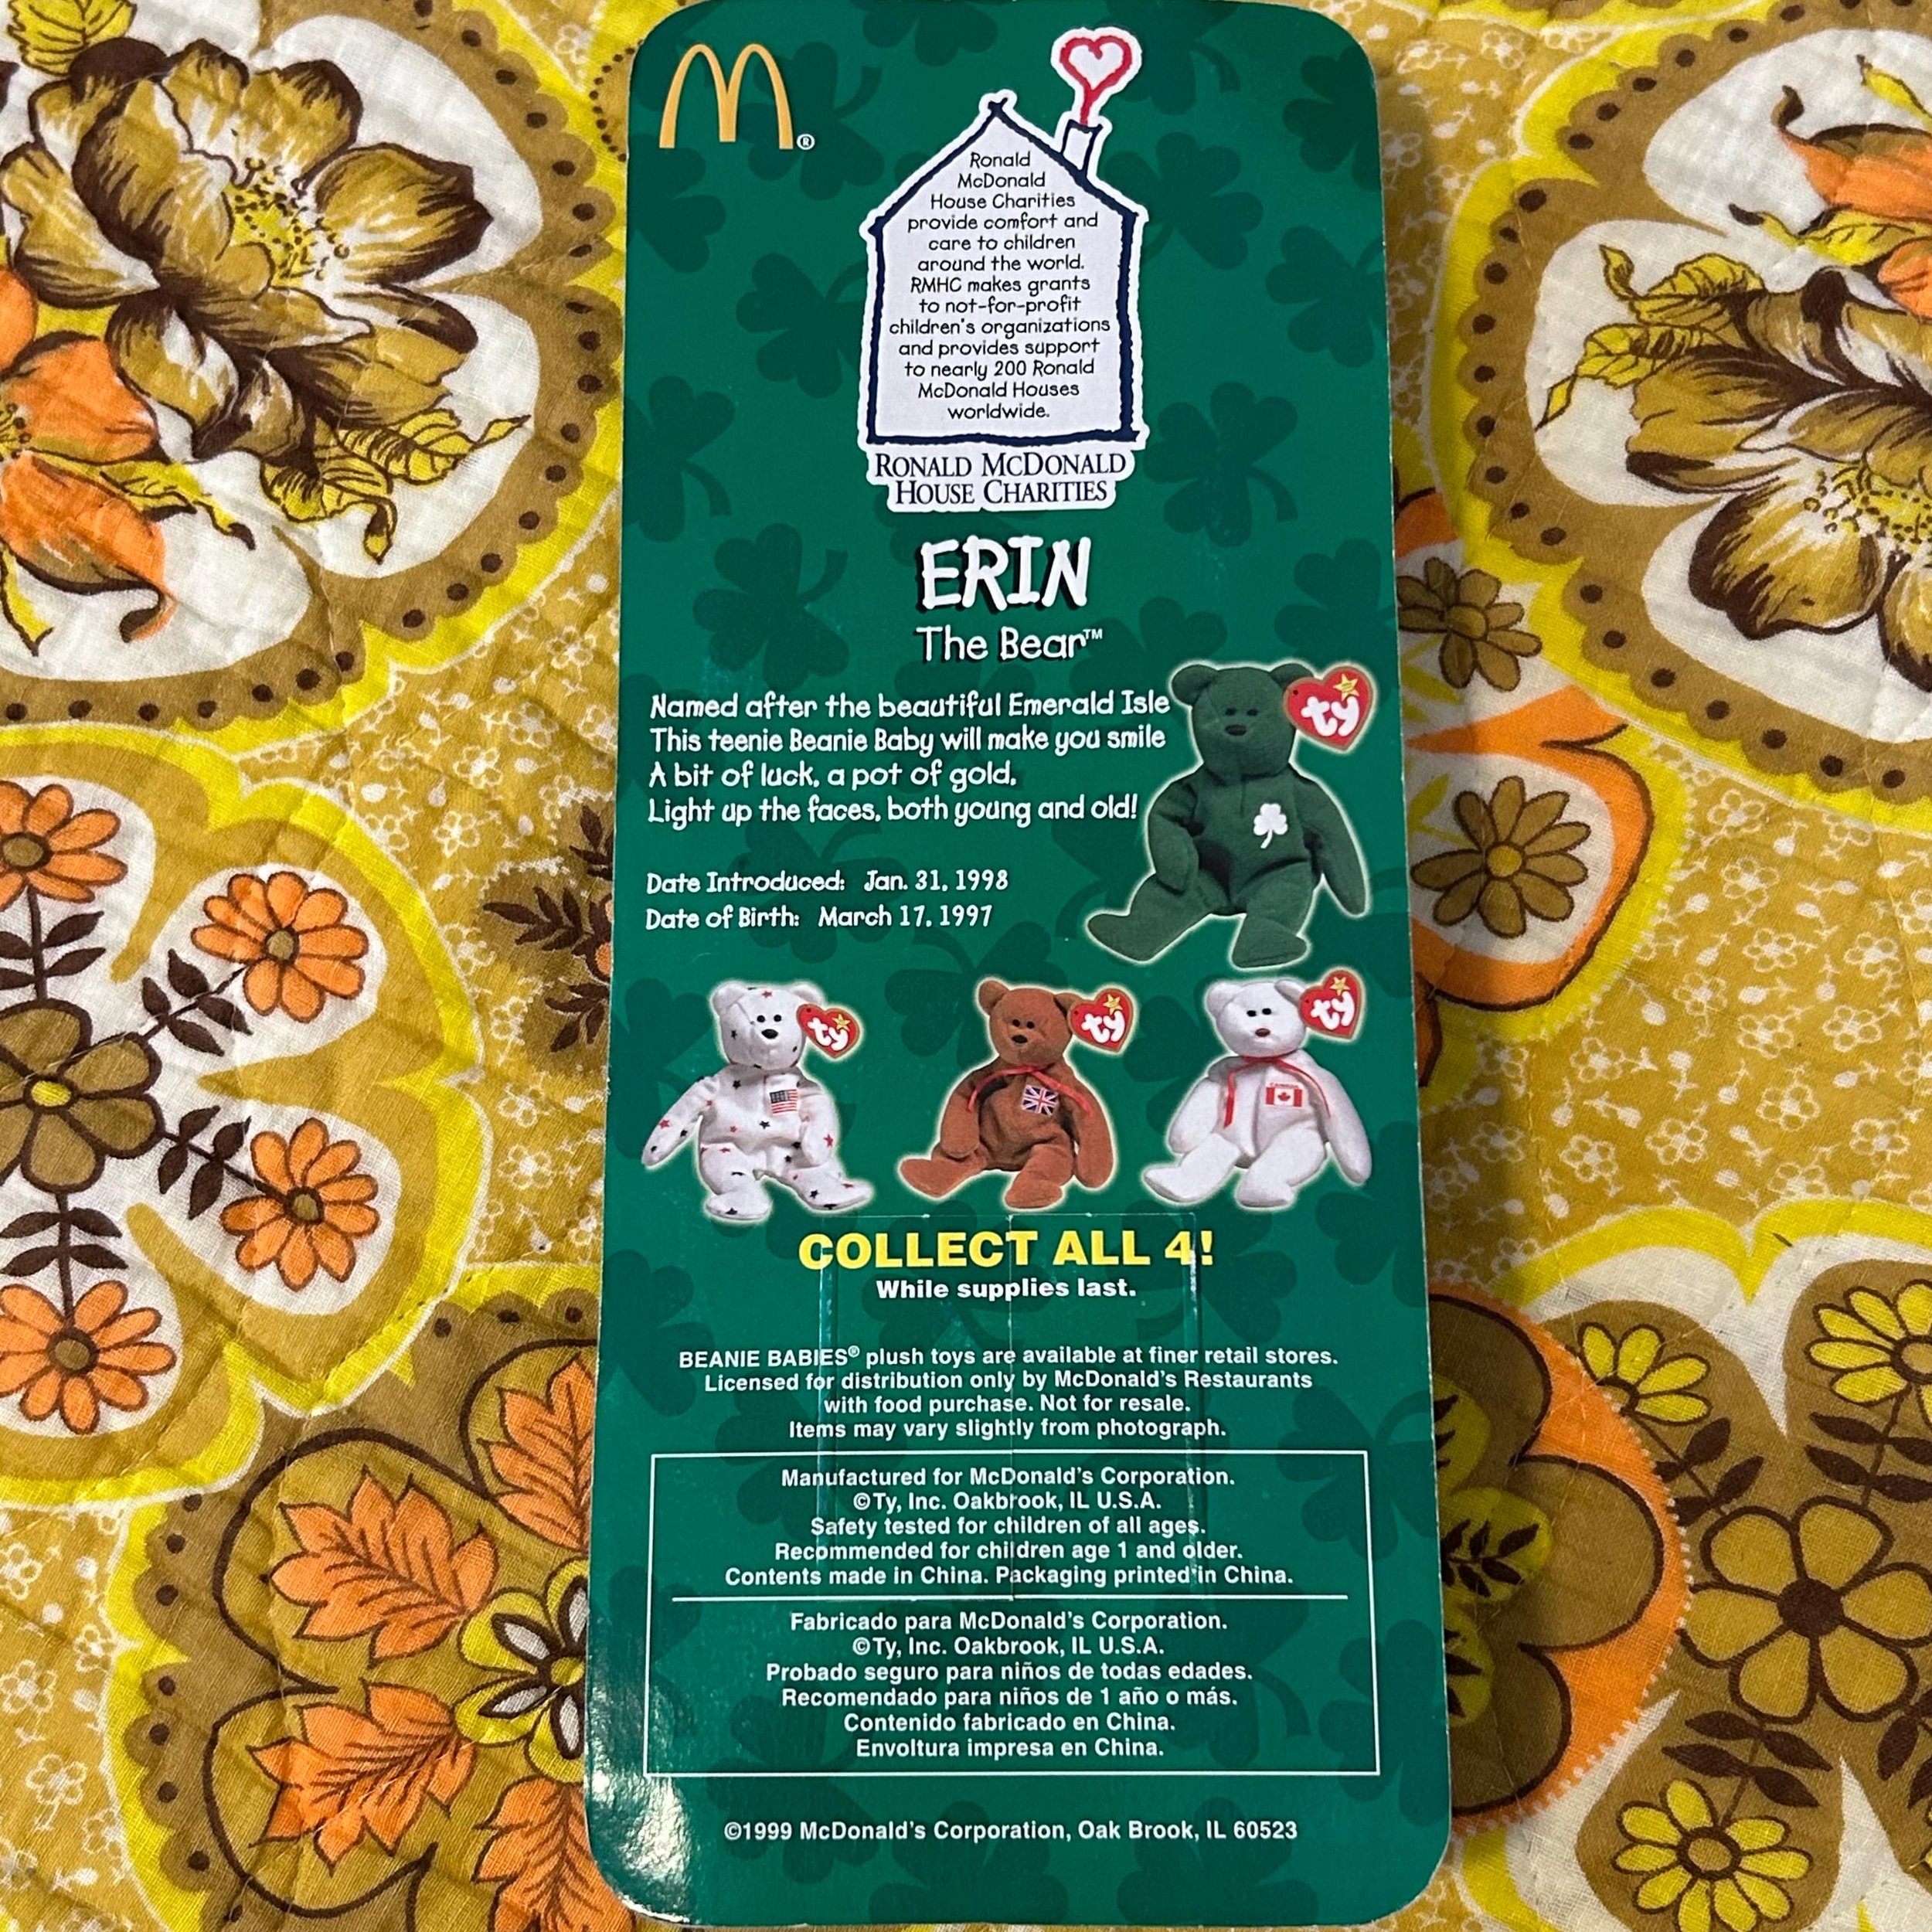 ®
Ronald
McDonald
House Charities
provide comfort and
care to children
around the world.
RMHC makes grants
to not-for-profit
children's organizations
and provides support
to nearly 200 Ronald
McDonald Houses
worldwide.
RONALD MCDONALD
HOUSE CHARITIES
ERIN
The Bear™
Named after the beautiful Emerald Isle
This teenie Beanie Baby will make you smile
A bit of luck, a pot of gold,
Light up the faces, both young and old!
ty
Date Introduced: Jan. 31, 1998
Date of Birth: March 17, 1997
ty
ty
ty
COLLECT ALL 4!
While supplies last.
BEANIE BABIES® plush toys are available at finer retail stores.
Licensed for distribution only by McDonald's Restaurants
with food purchase. Not for resale.
Items may vary slightly from photograph.
Manufactured for McDonald's Corporation.
©Ty, Inc. Oakbrook, IL U.S.A.
Safety tested for children of all ages.
Recommended for children age 1 and older.
Contents made in China. Packaging printed in China.
Fabricado para McDonald's Corporation.
©Ty, Inc. Oakbrook, IL U.S.A.
Probado seguro para niños de todas edades.
Recomendado para niños de 1 año o más.
Contenido fabricado en China.
Envoltura impresa en China.
©1999 McDonald's Corporation, Oak Brook, IL 60523